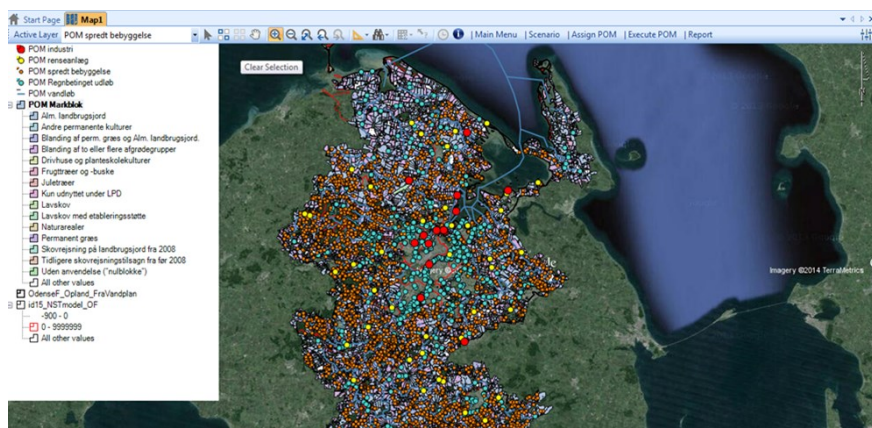 Start Page Map1
Active Layer POM spredt bebyggelse | Main Menu | Scenario | Assign POM | Execute POM | Report
POM industri
POM renseanlæg
POM spredt bebyggelse
POM Regnbetinget udløb
POM vandløb
POM Markblok
Alm. landbrugsjord
Andre permanente kulturer
Blanding af perm. græs og Alm. landbrugsjord.
Blanding af to eller flere afgrødegrupper
Drivhuse og planteskolekulturer
Frugttræer og -buske
Juletræer
Kun udnyttet under LPD
Lavskov
Lavskov med etableringsstøtte
Naturarealer
Permanent græs
Skovrejsning på landbrugsjord fra 2008
Tidligere skovrejsningstilsagn fra før 2008
Uden anvendelse ("nulblokke")
All other values
OdenseF_Opland_FraVandplan
id15_NSTmodel_OF
-900 - 0
0 - 9999999
All other values
Clear Selection
Imagery ©2014 TerraMetrics